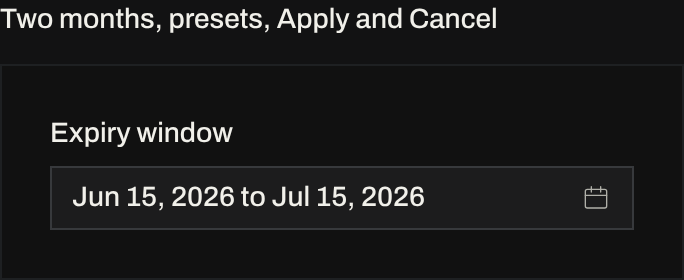 Two months, presets, Apply and Cancel
Expiry window
Jun 15, 2026 to Jul 15, 2026